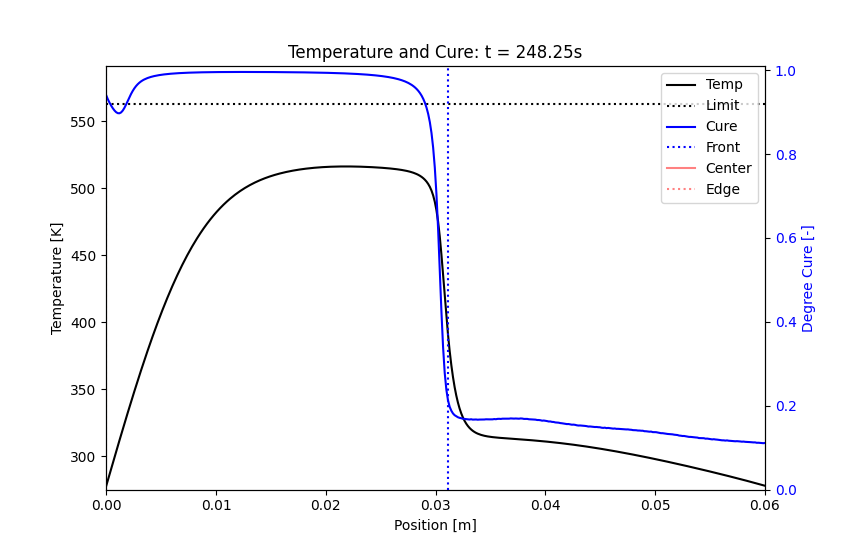 Temperature and Cure: t = 248.25s
Temp
Limit
Cure
Front
Center
Edge
Temperature [K]
550
500
450
400
350
300
1.0
0.8
0.6
0.4
0.2
0.0
Degree Cure [-]
0.00 0.01 0.02 0.03 0.04 0.05 0.06
Position [m]